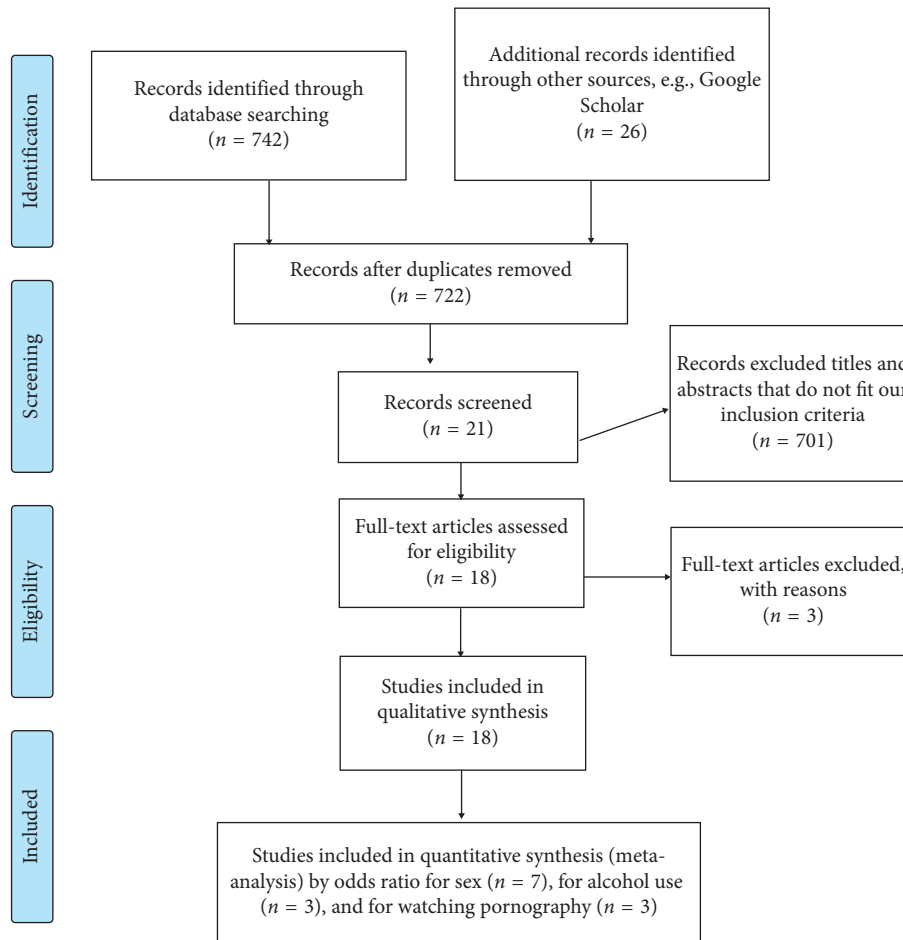 Identification
Records identified through
database searching
(n = 742)
Additional records identified
through other sources, e.g., Google
Scholar
(n = 26)
Records after duplicates removed
(n = 722)
Screening
Records screened
(n = 21)
Records excluded titles and
abstracts that do not fit our
inclusion criteria
(n = 701)
Eligibility
Full-text articles assessed
for eligibility
(n = 18)
Full-text articles excluded,
with reasons
(n = 3)
Studies included in
qualitative synthesis
(n = 18)
Included
Studies included in quantitative synthesis (meta-
analysis) by odds ratio for sex (n = 7), for alcohol use
(n = 3), and for watching pornography (n = 3)